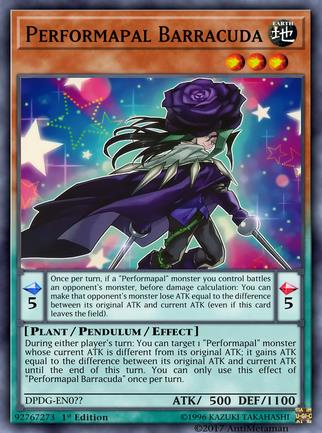 PERFORMAPAL BARRACUDA
EARTH
地
Once per turn, if a "Performapal" monster you control battles
an opponent's monster, before damage calculation: You can
make that opponent's monster lose ATK equal to the difference
between its original ATK and current ATK (even if this card
leaves the field).
5
5
[Plant / Pendulum / Effect]
During either player's turn: You can target 1 "Performapal" monster
whose current ATK is different from its original ATK; it gains ATK
equal to the difference between its original ATK and current ATK
until the end of this turn. You can only use this effect of
"Performapal Barracuda" once per turn.
DPDG-EN0??
ATK/ 500 DEF/1100
92767273
1st Edition
©1996 KAZUKI TAKAHASHI
©2017 AntiMetaman